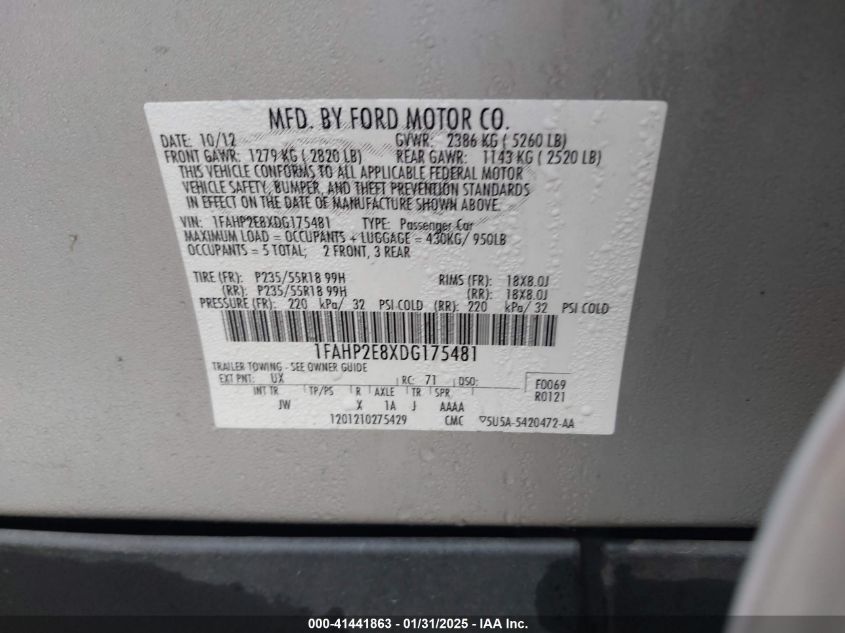 MFD. BY FORD MOTOR CO.
DATE: 10/12 GVWR: 2386 KG ( 5260 LB)
FRONT GAWR: 1279 KG ( 2820 LB) REAR GAWR: 1143 KG ( 2520 LB)
THIS VEHICLE CONFORMS TO ALL APPLICABLE FEDERAL MOTOR
VEHICLE SAFETY, BUMPER, AND THEFT PREVENTION STANDARDS
IN EFFECT ON THE DATE OF MANUFACTURE SHOWN ABOVE.
VIN: 1FAHP2E8XDG175481 TYPE: Passenger Car
MAXIMUM LOAD = OCCUPANTS + LUGGAGE = 430KG/ 950LB
OCCUPANTS = 5 TOTAL; 2 FRONT, 3 REAR
TIRE (FR): P235/55R18 99H RIMS (FR): 18X8.0J
(RR): P235/55R18 99H (RR): 18X8.0J
PRESSURE (FR): 220 kPa/ 32 PSI COLD (RR): 220 kPa/ 32 PSI COLD
1FAHP2E8XDG175481
TRAILER TOWING - SEE OWNER GUIDE
EXT PNT: UX RC: 71 DSO: F0069
INT TR TP/PS R AXLE TR SPR R0121
JW X 1A J AAAA
1201210275429 CMC ▽5U5A-5420472-AA
000-41441863 - 01/31/2025 - IAA Inc.